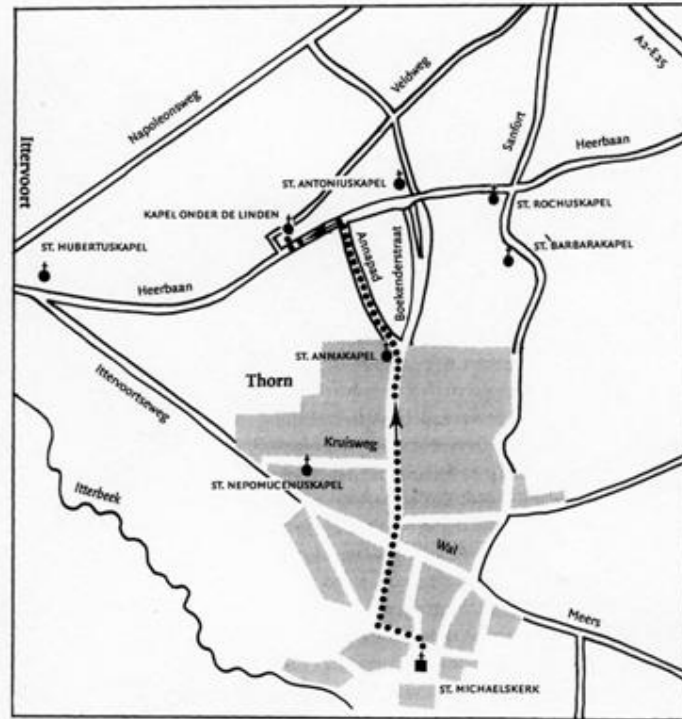 A2-E25
Napoleonsweg
Veldweg
Sanfort
Heerbaan
Ittervoort
ST. ANTONIUSKAPEL
KAPEL ONDER DE LINDEN
ST. ROCHUSKAPEL
ST. HUBERTUSKAPEL
Annapad
Boekenderstraat
ST. BARBARAKAPEL
Heerbaan
ST. ANNAKAPEL
Thorn
Ittervoortseweg
Kruisweg
ST. NEPOMUCENUSKAPEL
Itterbeek
Wal
Meers
ST. MICHAELSKERK